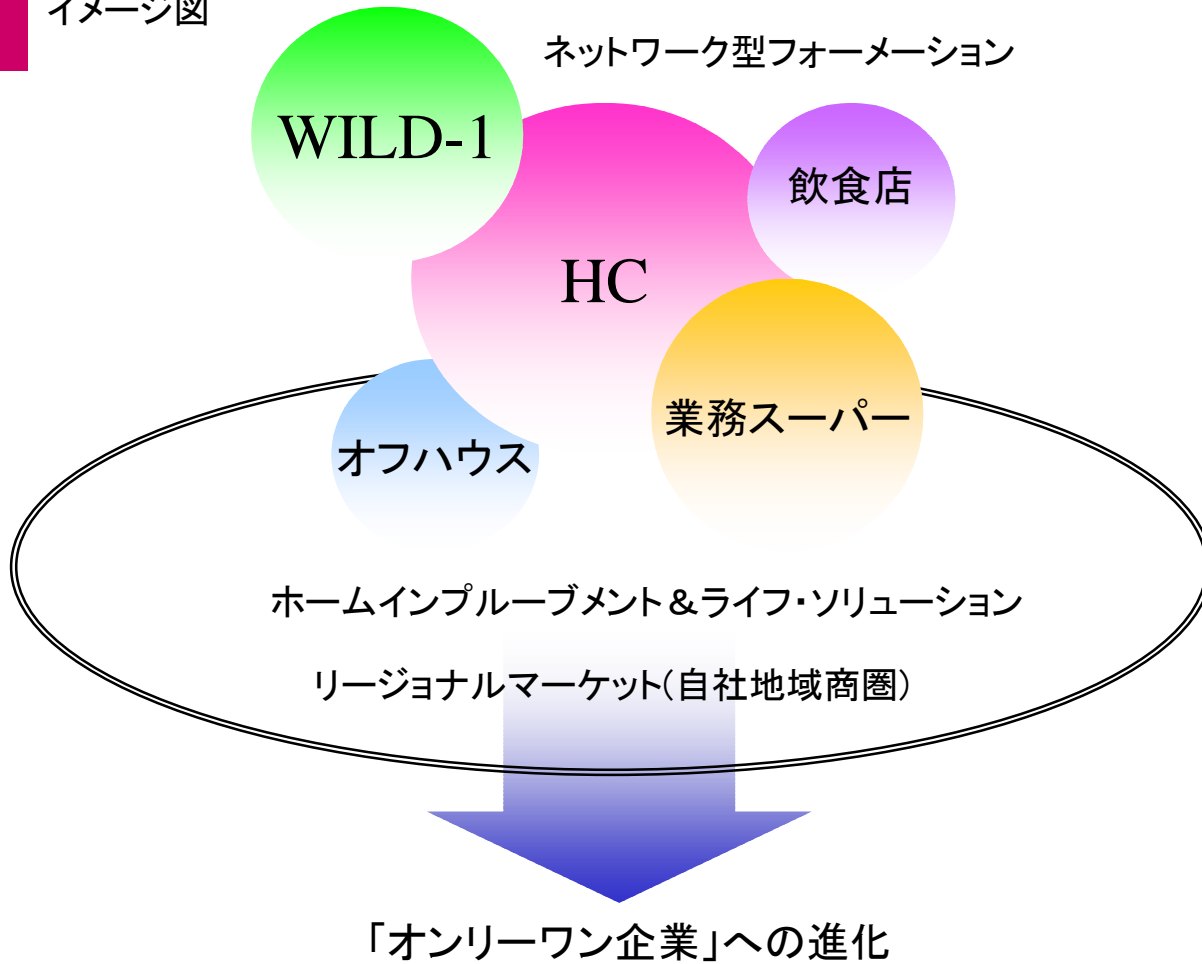 イメージ図
ネットワーク型フォーメーション
WILD-1
飲食店
HC
業務スーパー
オフハウス
ホームインプルーブメント＆ライフ・ソリューション
リージョナルマーケット(自社地域商圏)
「オンリーワン企業」への進化